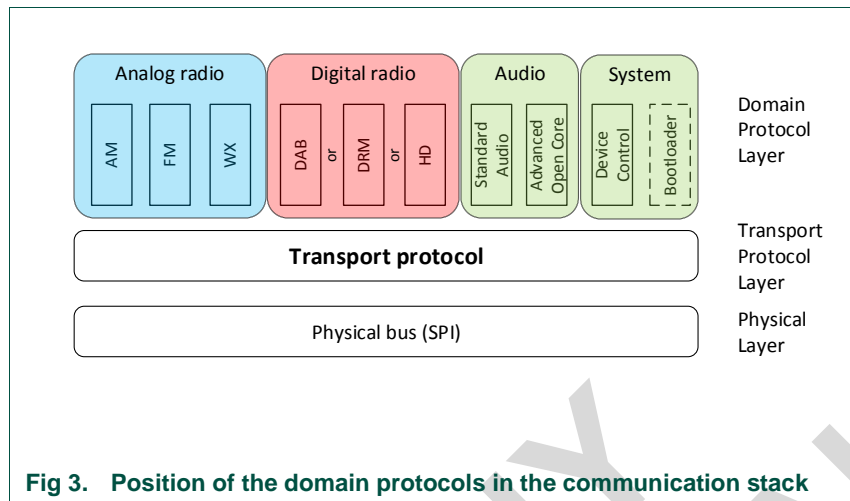 Analog radio
Digital radio
Audio
System
AM
FM
WX
DAB
or
DRM
or
HD
Standard
Audio
Advanced
Open Core
Device
Control
Bootloader
Domain
Protocol
Layer
Transport protocol
Transport
Protocol
Layer
Physical bus (SPI)
Physical
Layer
Fig 3. Position of the domain protocols in the communication stack